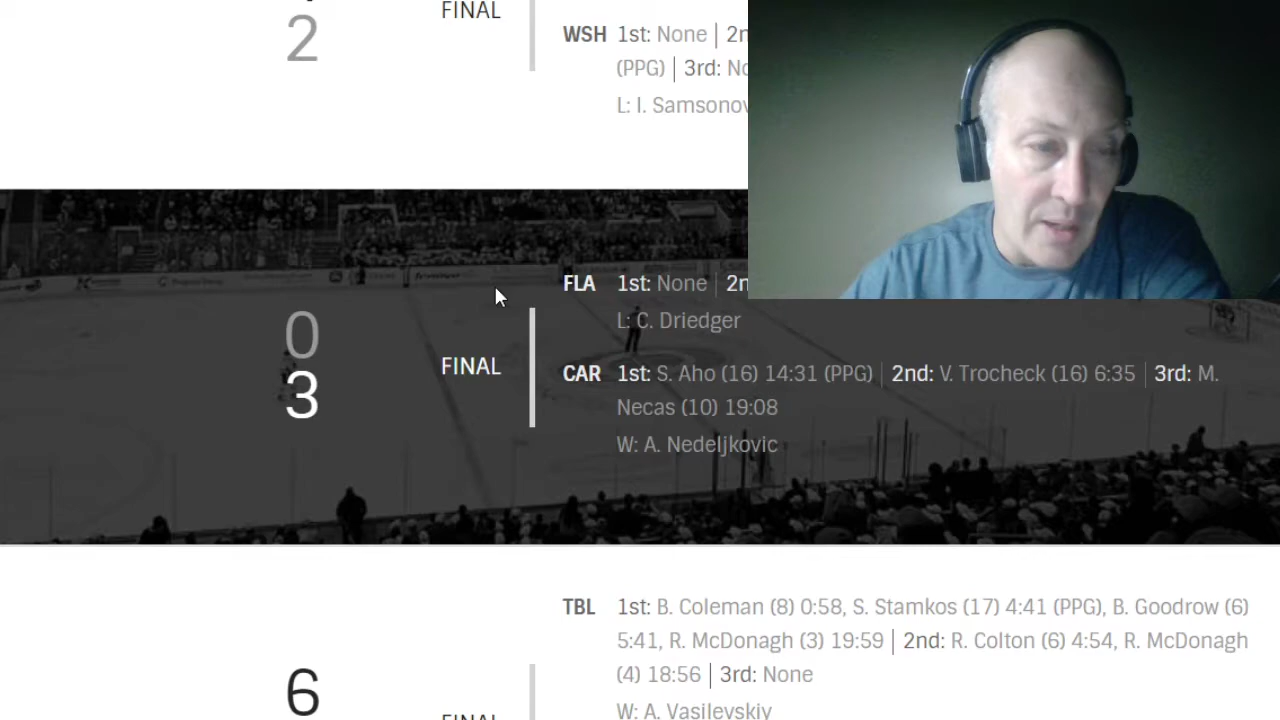 FINAL
2
WSH 1st: None | 2n
(PPG) | 3rd: No
L: I. Samsonov
FLA 1st: None | 2n
L: C. Driedger
0
FINAL
3
CAR 1st: S. Aho (16) 14:31 (PPG) | 2nd: V. Trocheck (16) 6:35 | 3rd: M.
Necas (10) 19:08
W: A. Nedeljkovic
TBL 1st: B. Coleman (8) 0:58, S. Stamkos (17) 4:41 (PPG), B. Goodrow (6)
5:41, R. McDonagh (3) 19:59 | 2nd: R. Colton (6) 4:54, R. McDonagh
(4) 18:56 | 3rd: None
6
W: A. Vasilevskiy
FINAL